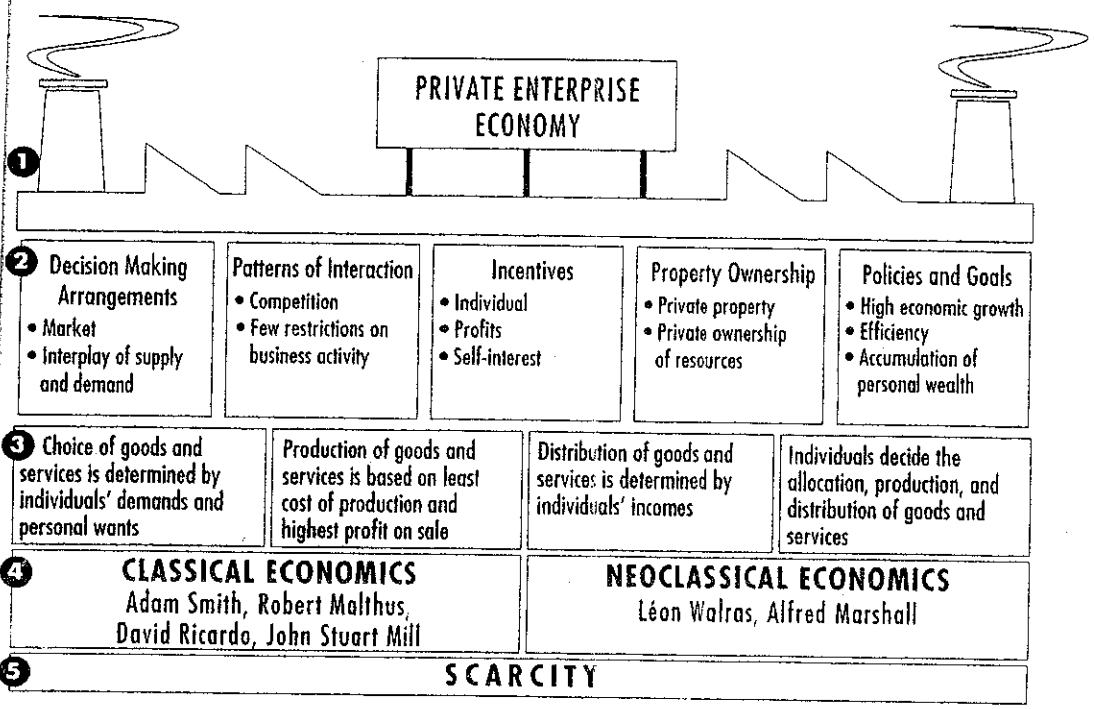 PRIVATE ENTERPRISE
ECONOMY
1
2
Decision Making
Arrangements
• Market
• Interplay of supply
and demand
Patterns of Interaction
• Competition
• Few restrictions on
business activity
Incentives
• Individual
• Profits
• Self-interest
Property Ownership
• Private property
• Private ownership
of resources
Policies and Goals
• High economic growth
• Efficiency
• Accumulation of
personal wealth
3
Choice of goods and
services is determined by
individuals' demands and
personal wants
Production of goods and
services is based on least
cost of production and
highest profit on sale
Distribution of goods and
services is determined by
individuals' incomes
Individuals decide the
allocation, production, and
distribution of goods and
services
4
CLASSICAL ECONOMICS
Adam Smith, Robert Malthus,
David Ricardo, John Stuart Mill
NEOCLASSICAL ECONOMICS
Léon Walras, Alfred Marshall
5
SCARCITY